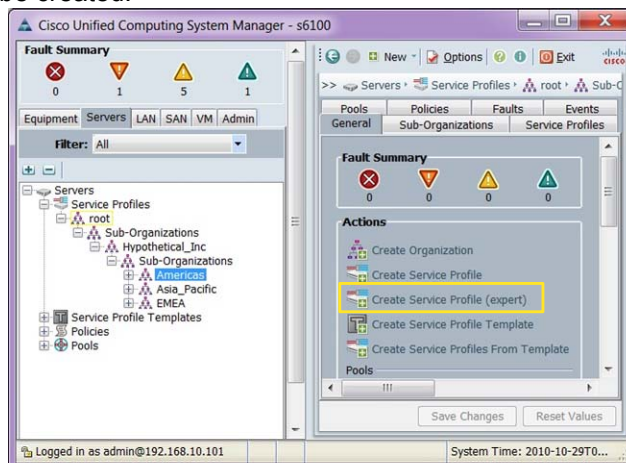 be created.
Cisco Unified Computing System Manager - s6100
Fault Summary
0 1 5 1
Equipment Servers LAN SAN VM Admin
Filter: All
Servers
Service Profiles
root
Sub-Organizations
Hypothetical_Inc
Sub-Organizations
Americas
Asia_Pacific
EMEA
Service Profile Templates
Policies
Pools
New Options Exit
cisco
>> Servers Service Profiles root Sub-O
Pools Policies Faults Events
General Sub-Organizations Service Profiles
Fault Summary
0 0 0 0
Actions
Create Organization
Create Service Profile
Create Service Profile (expert)
Create Service Profile Template
Create Service Profiles From Template
Pools
Save Changes Reset Values
Logged in as admin@192.168.10.101
System Time: 2010-10-29T0...